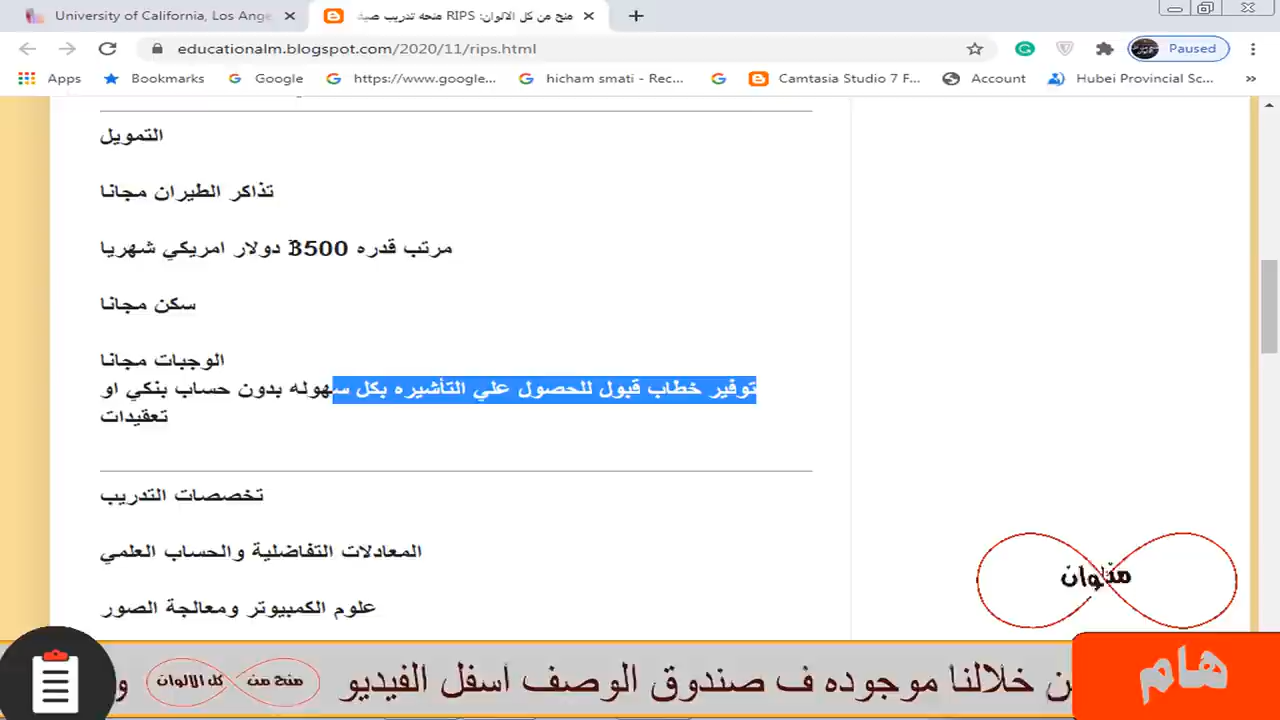 University of California, Los Ange
منح من كل الالوان: RIPS منحه تدريب صيف
educationalm.blogspot.com/2020/11/rips.html
Paused
Apps
Bookmarks
Google
https://www.google...
hicham smati - Rec...
Camtasia Studio 7 F...
Account
Hubei Provincial Sc...
»
التمويل
تذاكر الطيران مجانا
مرتب قدره 3500 دولار امريكي شهريا
سكن مجانا
الوجبات مجانا
توفير خطاب قبول للحصول علي التأشيره بكل سهوله بدون حساب بنكي او
تعقيدات
تخصصات التدريب
المعادلات التفاضلية والحساب العلمي
علوم الكمبيوتر ومعالجة الصور
هام
ن خلالنا موجوده ف صندوق الوصف اسفل الفيديو
منح من كل الالوان
و